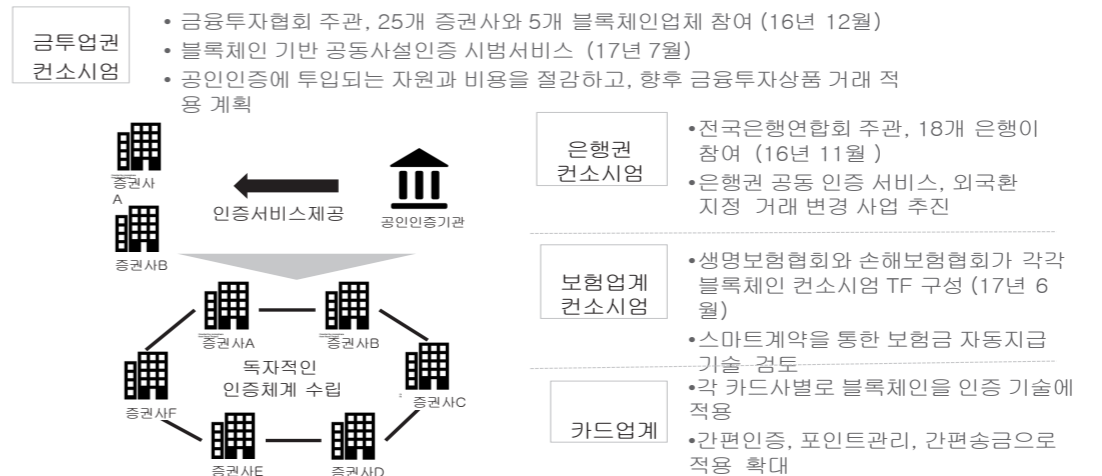 금투업권
컨소시엄
• 금융투자협회 주관, 25개 증권사와 5개 블록체인업체 참여 (16년 12월)
• 블록체인 기반 공동사설인증 시범서비스 (17년 7월)
• 공인인증에 투입되는 자원과 비용을 절감하고, 향후 금융투자상품 거래 적
용 계획
증권사
A
인증서비스제공
공인인증기관
증권사B
증권사A
증권사B
독자적인
인증체계 수립
증권사C
증권사F
증권사E
증권사D
은행권
컨소시엄
•전국은행연합회 주관, 18개 은행이
참여 (16년 11월 )
•은행권 공동 인증 서비스, 외국환
지정 거래 변경 사업 추진
보험업계
컨소시엄
•생명보험협회와 손해보험협회가 각각
블록체인 컨소시엄 TF 구성 (17년 6
월)
•스마트계약을 통한 보험금 자동지급
기술 검토
카드업계
•각 카드사별로 블록체인을 인증 기술에
적용
•간편인증, 포인트관리, 간편송금으로
적용 확대